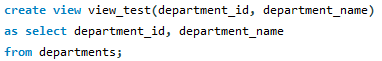 create view view_test(department_id, department_name)
as select department_id, department_name
from departments;